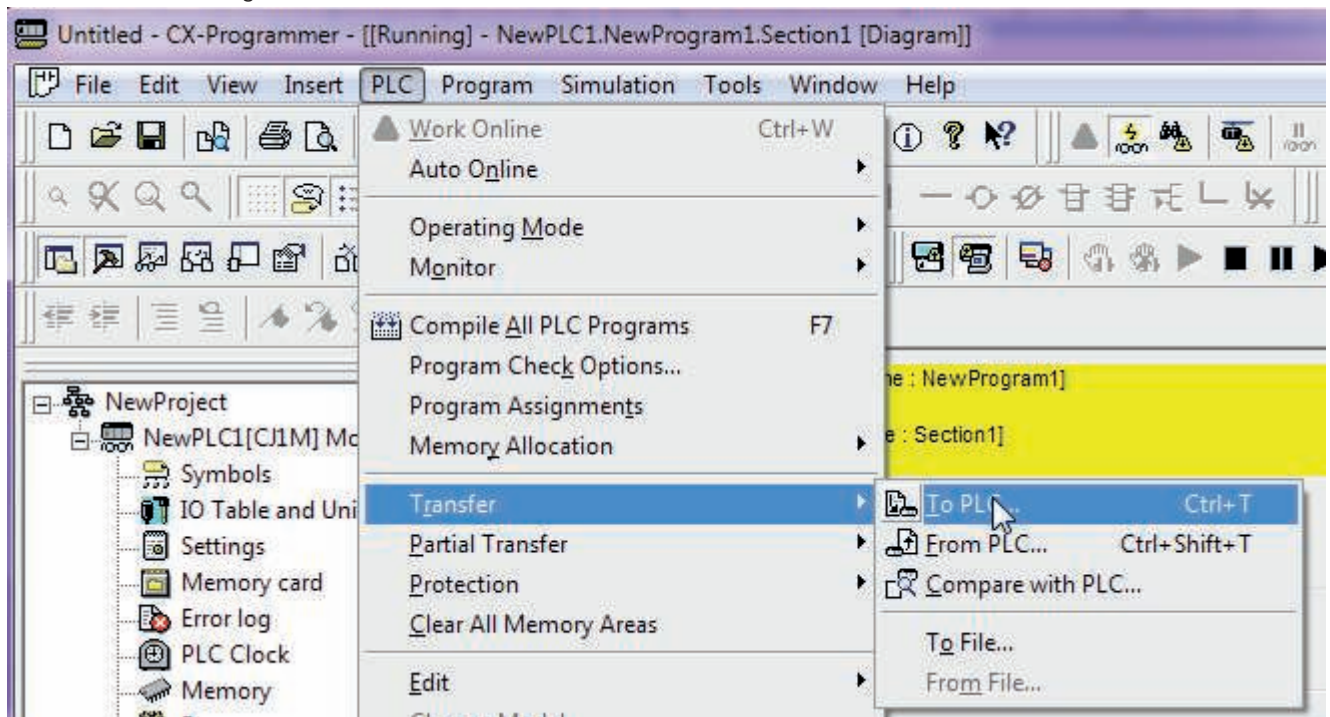 Untitled - CX-Programmer - [[Running] - NewPLC1.NewProgram1.Section1 [Diagram]]
File Edit View Insert PLC Program Simulation Tools Window Help
Work Online Ctrl+W
Auto Online
Operating Mode
Monitor
Compile All PLC Programs F7
Program Check Options...
Program Assignments
Memory Allocation
Transfer
Partial Transfer
Protection
Clear All Memory Areas
Edit
To PLC... Ctrl+T
From PLC... Ctrl+Shift+T
Compare with PLC...
To File...
From File...
: NewProgram1]
: Section1]
NewProject
NewPLC1[CJ1M]
Symbols
IO Table and
Settings
Memory card
Error log
PLC Clock
Memory